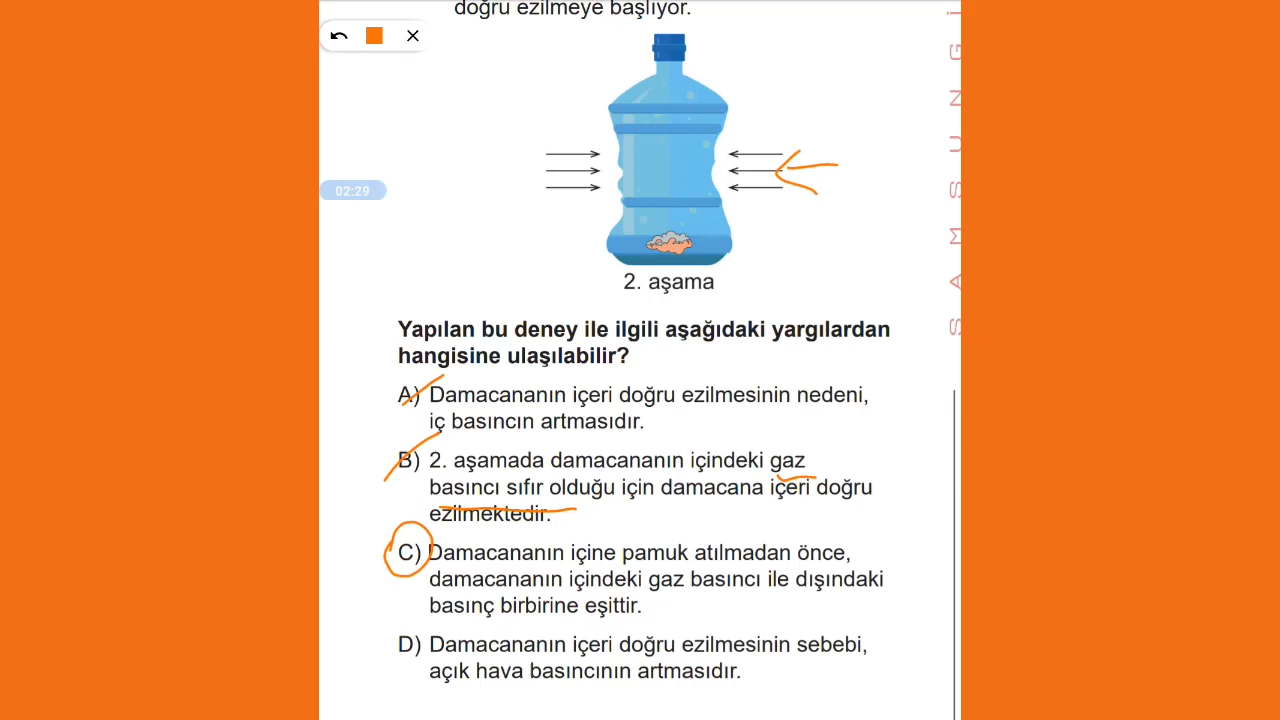 doğru ezilmeye başlıyor.
02:29
2. aşama
Yapılan bu deney ile ilgili aşağıdaki yargılardan
hangisine ulaşılabilir?
A) Damacananın içeri doğru ezilmesinin nedeni,
iç basıncın artmasıdır.
B) 2. aşamada damacananın içindeki gaz
basıncı sıfır olduğu için damacana içeri doğru
ezilmektedir.
C) Damacananın içine pamuk atılmadan önce,
damacananın içindeki gaz basıncı ile dışındaki
basınç birbirine eşittir.
D) Damacananın içeri doğru ezilmesinin sebebi,
açık hava basıncının artmasıdır.
S A M S U N G İ